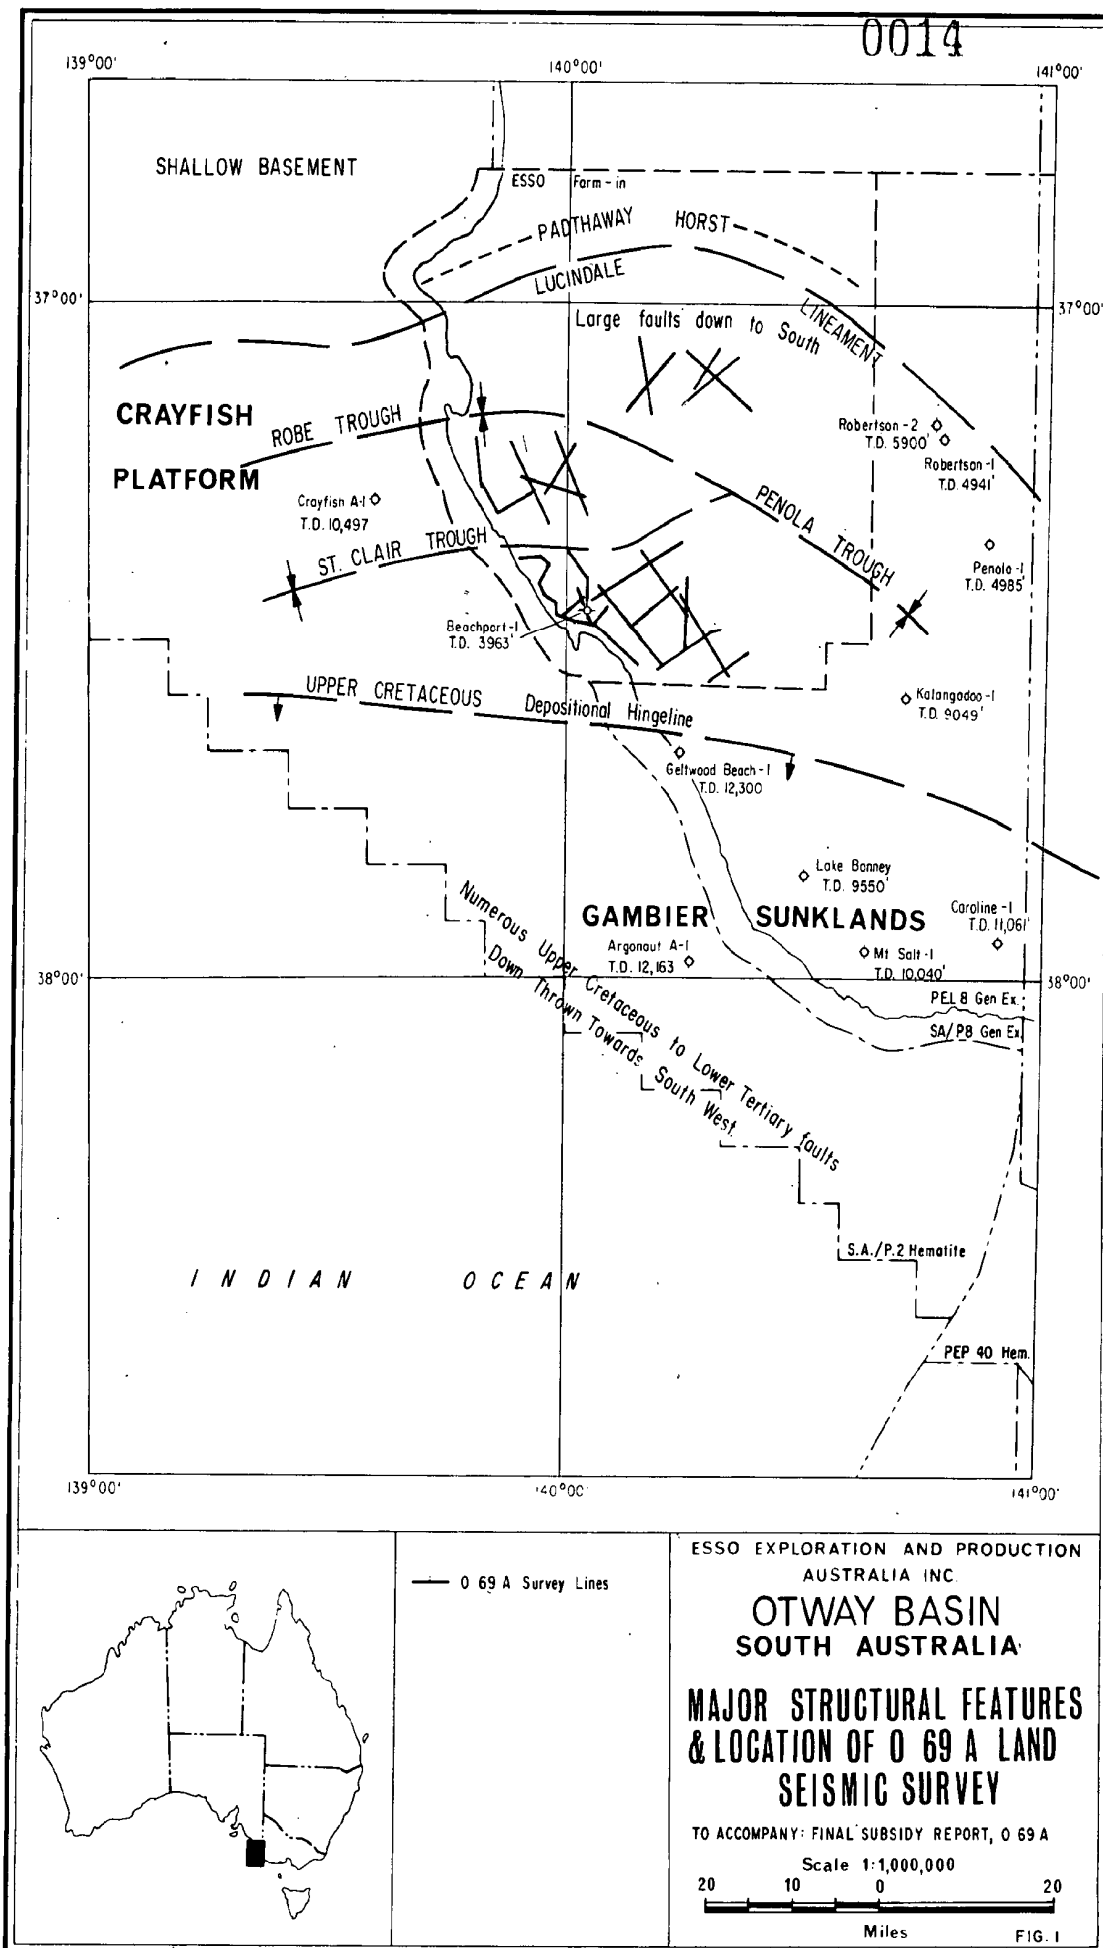 0014
139°00'
140°00'
141°00'
SHALLOW BASEMENT
ESSO Farm-in
PADTHAWAY HORST
LUCINDALE LINEAMENT
37°00'
37°00'
Large faults down to South
CRAYFISH
PLATFORM
ROBE TROUGH
Robertson-2
T.D. 5900'
Robertson-1
T.D. 4941'
Crayfish A-1
T.D. 10,497
PENOLA TROUGH
ST. CLAIR TROUGH
Penola-1
T.D. 4985'
Beachport-1
T.D. 3963'
UPPER CRETACEOUS Depositional Hingeline
Kalangadoo-1
T.D. 9049'
Geltwood Beach-1
T.D. 12,300
Lake Bonney
T.D. 9550'
GAMBIER SUNKLANDS
Caroline-1
T.D. 11,061'
Argonaut A-1
T.D. 12,163
Mt Salt-1
T.D. 10,040'
Numerous Upper Cretaceous to Lower Tertiary faults
Down Thrown Towards South West.
38°00'
38°00'
PEL 8 Gen Ex.
SA/P8 Gen Ex.
S.A./P.2 Hematite
INDIAN OCEAN
PEP 40 Hem.
139°00'
140°00'
141°00'
O 69 A Survey Lines
ESSO EXPLORATION AND PRODUCTION
AUSTRALIA INC.
OTWAY BASIN
SOUTH AUSTRALIA
MAJOR STRUCTURAL FEATURES
& LOCATION OF O 69 A LAND
SEISMIC SURVEY
TO ACCOMPANY: FINAL SUBSIDY REPORT, O 69 A
Scale 1:1,000,000
20 10 0 20
Miles
FIG. 1